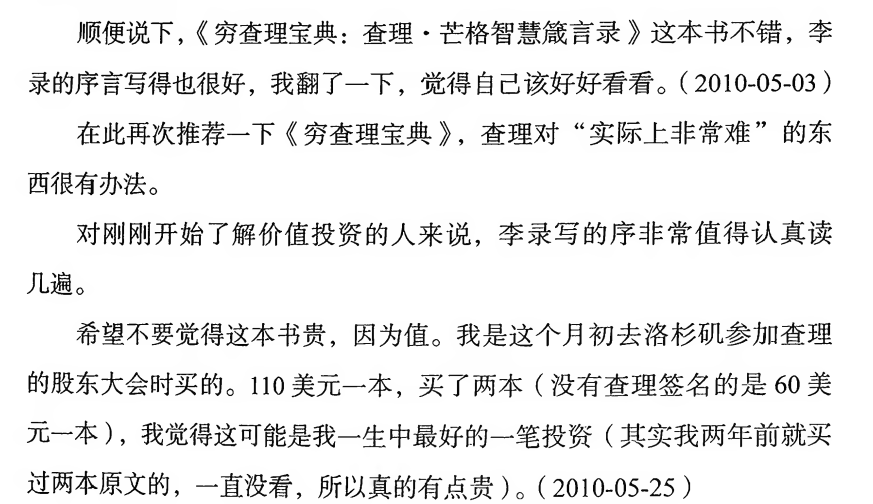 顺便说下，《穷查理宝典：查理·芒格智慧箴言录》这本书不错，李
录的序言写得也很好，我翻了一下，觉得自己该好好看看。（2010-05-03）
在此再次推荐一下《穷查理宝典》，查理对“实际上非常难”的东
西很有办法。
对刚刚开始了解价值投资的人来说，李录写的序非常值得认真读
几遍。
希望不要觉得这本书贵，因为值。我是这个月初去洛杉矶参加查理
的股东大会时买的。110 美元一本，买了两本（没有查理签名的是 60 美
元一本），我觉得这可能是我一生中最好的一笔投资（其实我两年前就买
过两本原文的，一直没看，所以真的有点贵）。（2010-05-25）